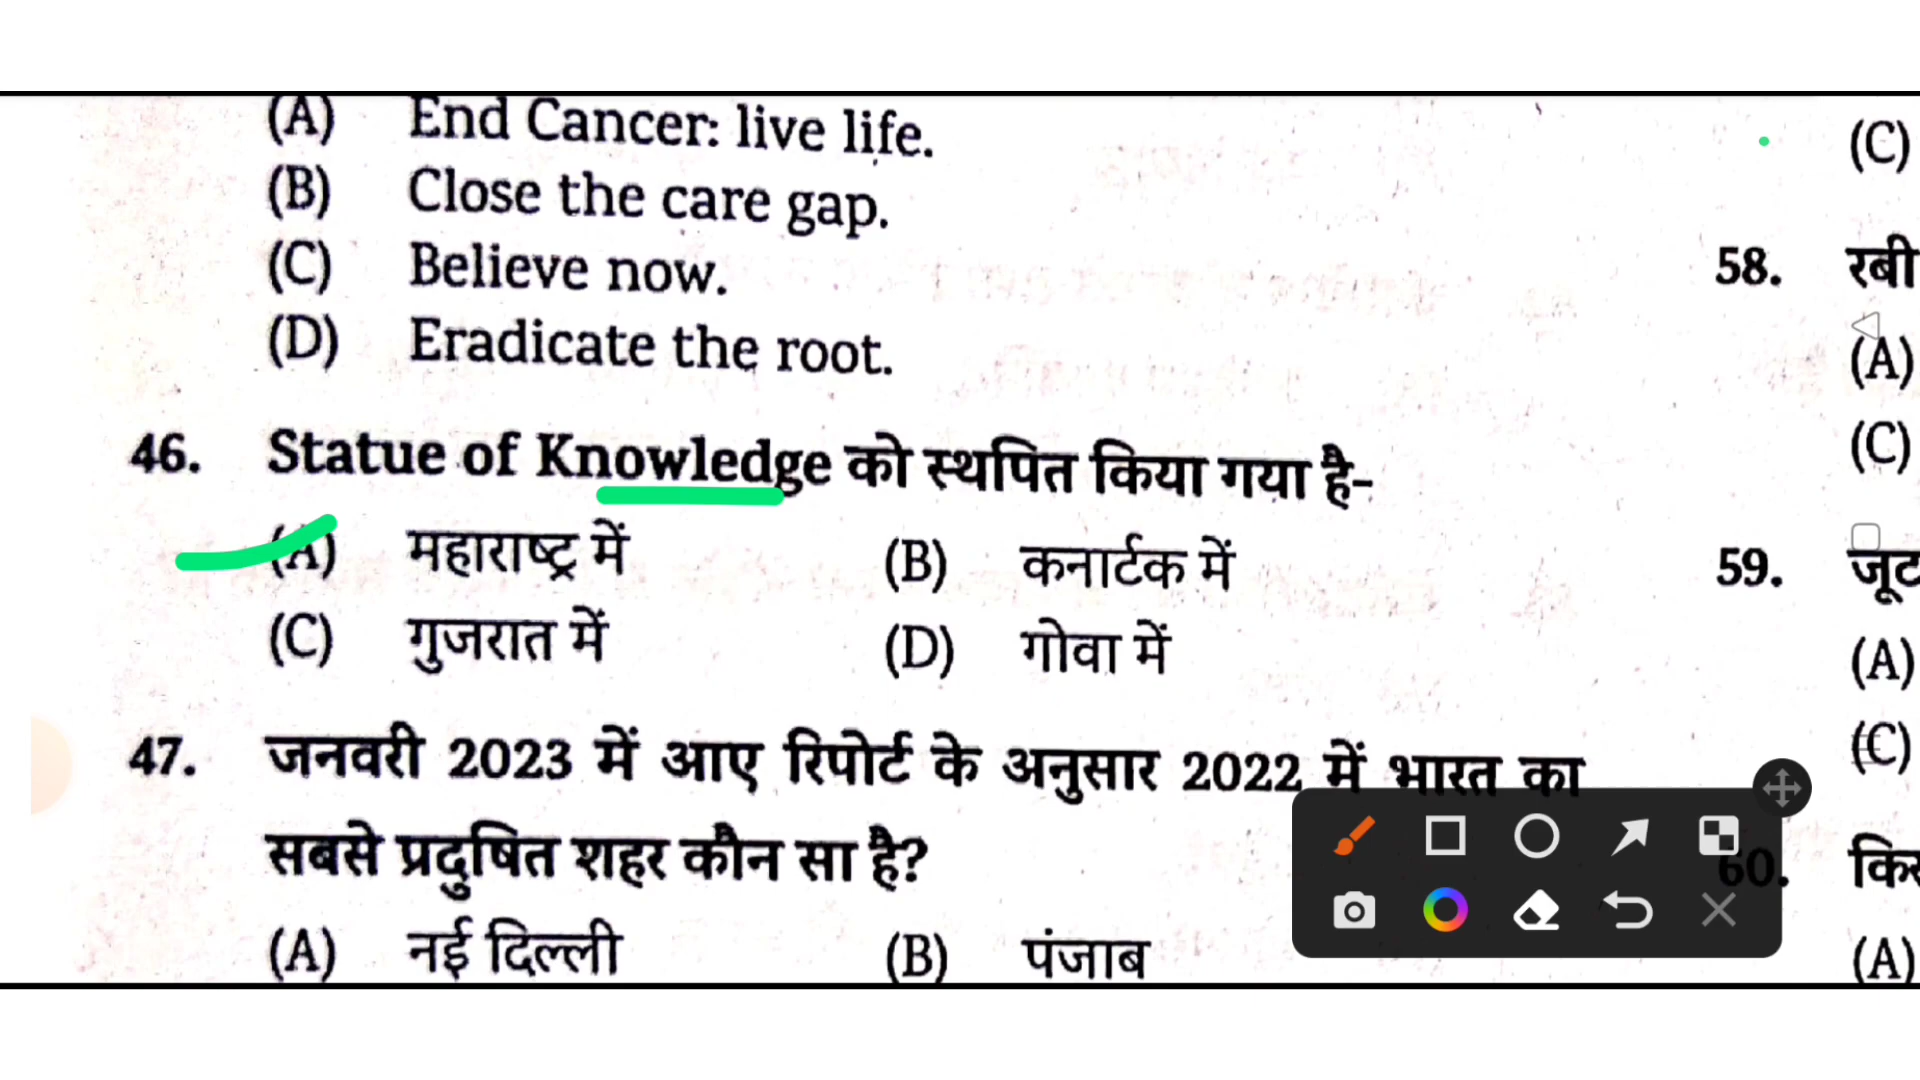 (A) End Cancer: live life.
(B) Close the care gap.
(C) Believe now.
(D) Eradicate the root.
46. Statue of Knowledge को स्थपित किया गया है-
(A) महाराष्ट्र में (B) कनार्टक में
(C) गुजरात में (D) गोवा में
47. जनवरी 2023 में आए रिपोर्ट के अनुसार 2022 में भारत का
सबसे प्रदुषित शहर कौन सा है?
(A) नई दिल्ली (B) पंजाब
(C)
58. रबी
(A)
(C)
59. जूट
(A)
(C)
60.
(A)